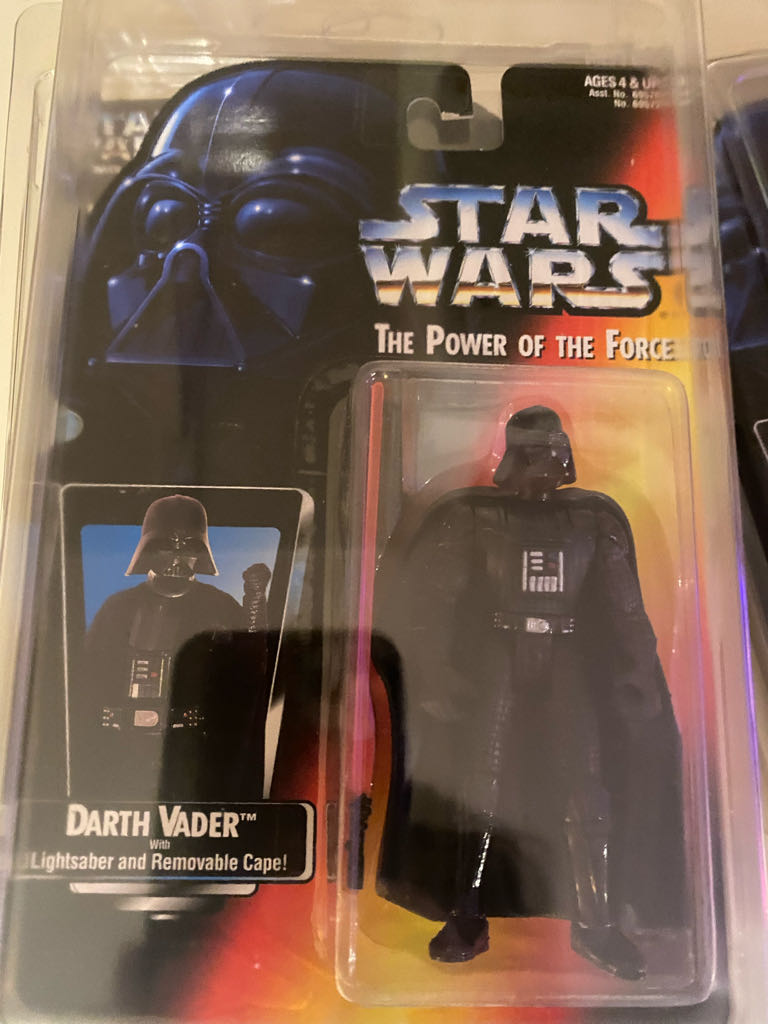 AGES 4 & UP
Asst. No.
No.
STAR
WARS
THE POWER OF THE FORCE
DARTH VADER™
With
Lightsaber and Removable Cape!